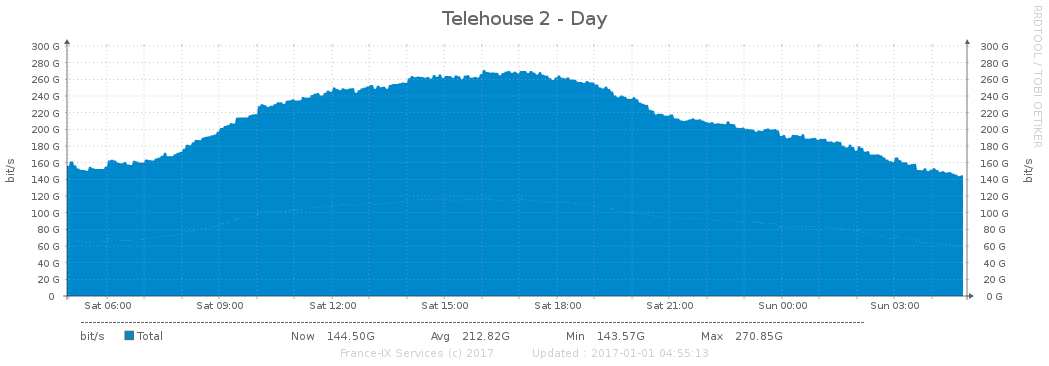 Telehouse 2 - Day
RRDTOOL / TOBI OETIKER
bit/s
300 G 300 G
280 G 280 G
260 G 260 G
240 G 240 G
220 G 220 G
200 G 200 G
180 G 180 G
160 G 160 G
140 G 140 G
120 G 120 G
100 G 100 G
80 G 80 G
60 G 60 G
40 G 40 G
20 G 20 G
0 0 G
bit/s
Sat 06:00 Sat 09:00 Sat 12:00 Sat 15:00 Sat 18:00 Sat 21:00 Sun 00:00 Sun 03:00
bit/s Total Now 144.50G Avg 212.82G Min 143.57G Max 270.85G
France-IX Services (c) 2017 Updated : 2017-01-01 04:55:13